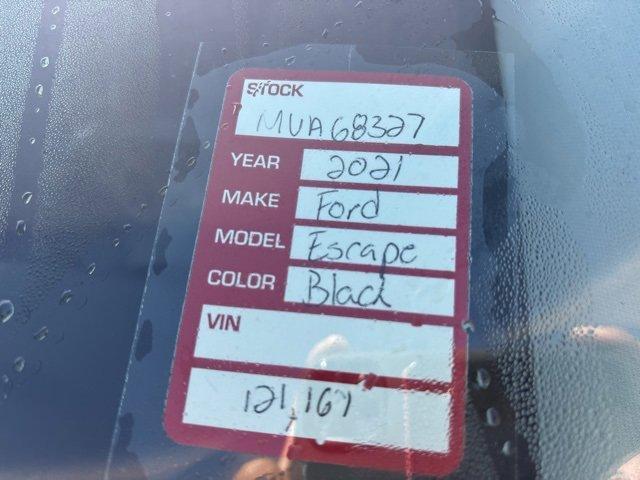 STOCK
MUA68327
YEAR 2021
MAKE Ford
MODEL Escape
COLOR Black
VIN
121,167